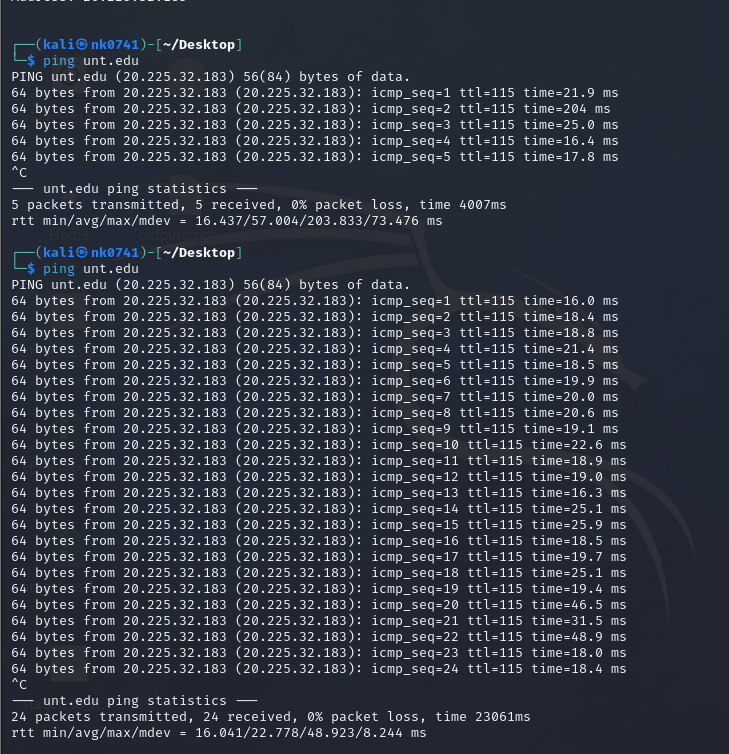 ┌──(kali㉿nk0741)-[~/Desktop]
└─$ ping unt.edu
PING unt.edu (20.225.32.183) 56(84) bytes of data.
64 bytes from 20.225.32.183 (20.225.32.183): icmp_seq=1 ttl=115 time=21.9 ms
64 bytes from 20.225.32.183 (20.225.32.183): icmp_seq=2 ttl=115 time=204 ms
64 bytes from 20.225.32.183 (20.225.32.183): icmp_seq=3 ttl=115 time=25.0 ms
64 bytes from 20.225.32.183 (20.225.32.183): icmp_seq=4 ttl=115 time=16.4 ms
64 bytes from 20.225.32.183 (20.225.32.183): icmp_seq=5 ttl=115 time=17.8 ms
^C
--- unt.edu ping statistics ---
5 packets transmitted, 5 received, 0% packet loss, time 4007ms
rtt min/avg/max/mdev = 16.437/57.004/203.833/73.476 ms
┌──(kali㉿nk0741)-[~/Desktop]
└─$ ping unt.edu
PING unt.edu (20.225.32.183) 56(84) bytes of data.
64 bytes from 20.225.32.183 (20.225.32.183): icmp_seq=1 ttl=115 time=16.0 ms
64 bytes from 20.225.32.183 (20.225.32.183): icmp_seq=2 ttl=115 time=18.4 ms
64 bytes from 20.225.32.183 (20.225.32.183): icmp_seq=3 ttl=115 time=18.8 ms
64 bytes from 20.225.32.183 (20.225.32.183): icmp_seq=4 ttl=115 time=21.4 ms
64 bytes from 20.225.32.183 (20.225.32.183): icmp_seq=5 ttl=115 time=18.5 ms
64 bytes from 20.225.32.183 (20.225.32.183): icmp_seq=6 ttl=115 time=19.9 ms
64 bytes from 20.225.32.183 (20.225.32.183): icmp_seq=7 ttl=115 time=20.0 ms
64 bytes from 20.225.32.183 (20.225.32.183): icmp_seq=8 ttl=115 time=20.6 ms
64 bytes from 20.225.32.183 (20.225.32.183): icmp_seq=9 ttl=115 time=19.1 ms
64 bytes from 20.225.32.183 (20.225.32.183): icmp_seq=10 ttl=115 time=22.6 ms
64 bytes from 20.225.32.183 (20.225.32.183): icmp_seq=11 ttl=115 time=18.9 ms
64 bytes from 20.225.32.183 (20.225.32.183): icmp_seq=12 ttl=115 time=19.0 ms
64 bytes from 20.225.32.183 (20.225.32.183): icmp_seq=13 ttl=115 time=16.3 ms
64 bytes from 20.225.32.183 (20.225.32.183): icmp_seq=14 ttl=115 time=25.1 ms
64 bytes from 20.225.32.183 (20.225.32.183): icmp_seq=15 ttl=115 time=25.9 ms
64 bytes from 20.225.32.183 (20.225.32.183): icmp_seq=16 ttl=115 time=18.5 ms
64 bytes from 20.225.32.183 (20.225.32.183): icmp_seq=17 ttl=115 time=19.7 ms
64 bytes from 20.225.32.183 (20.225.32.183): icmp_seq=18 ttl=115 time=25.1 ms
64 bytes from 20.225.32.183 (20.225.32.183): icmp_seq=19 ttl=115 time=19.4 ms
64 bytes from 20.225.32.183 (20.225.32.183): icmp_seq=20 ttl=115 time=46.5 ms
64 bytes from 20.225.32.183 (20.225.32.183): icmp_seq=21 ttl=115 time=31.5 ms
64 bytes from 20.225.32.183 (20.225.32.183): icmp_seq=22 ttl=115 time=48.9 ms
64 bytes from 20.225.32.183 (20.225.32.183): icmp_seq=23 ttl=115 time=18.0 ms
64 bytes from 20.225.32.183 (20.225.32.183): icmp_seq=24 ttl=115 time=18.4 ms
^C
--- unt.edu ping statistics ---
24 packets transmitted, 24 received, 0% packet loss, time 23061ms
rtt min/avg/max/mdev = 16.041/22.778/48.923/8.244 ms